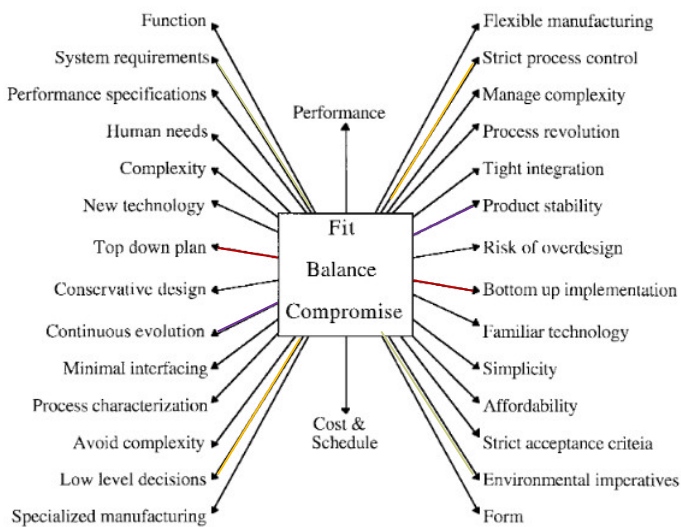 Function
System requirements
Performance specifications
Human needs
Complexity
New technology
Top down plan
Conservative design
Continuous evolution
Minimal interfacing
Process characterization
Avoid complexity
Low level decisions
Specialized manufacturing
Performance
Fit
Balance
Compromise
Cost &
Schedule
Flexible manufacturing
Strict process control
Manage complexity
Process revolution
Tight integration
Product stability
Risk of overdesign
Bottom up implementation
Familiar technology
Simplicity
Affordability
Strict acceptance criteia
Environmental imperatives
Form